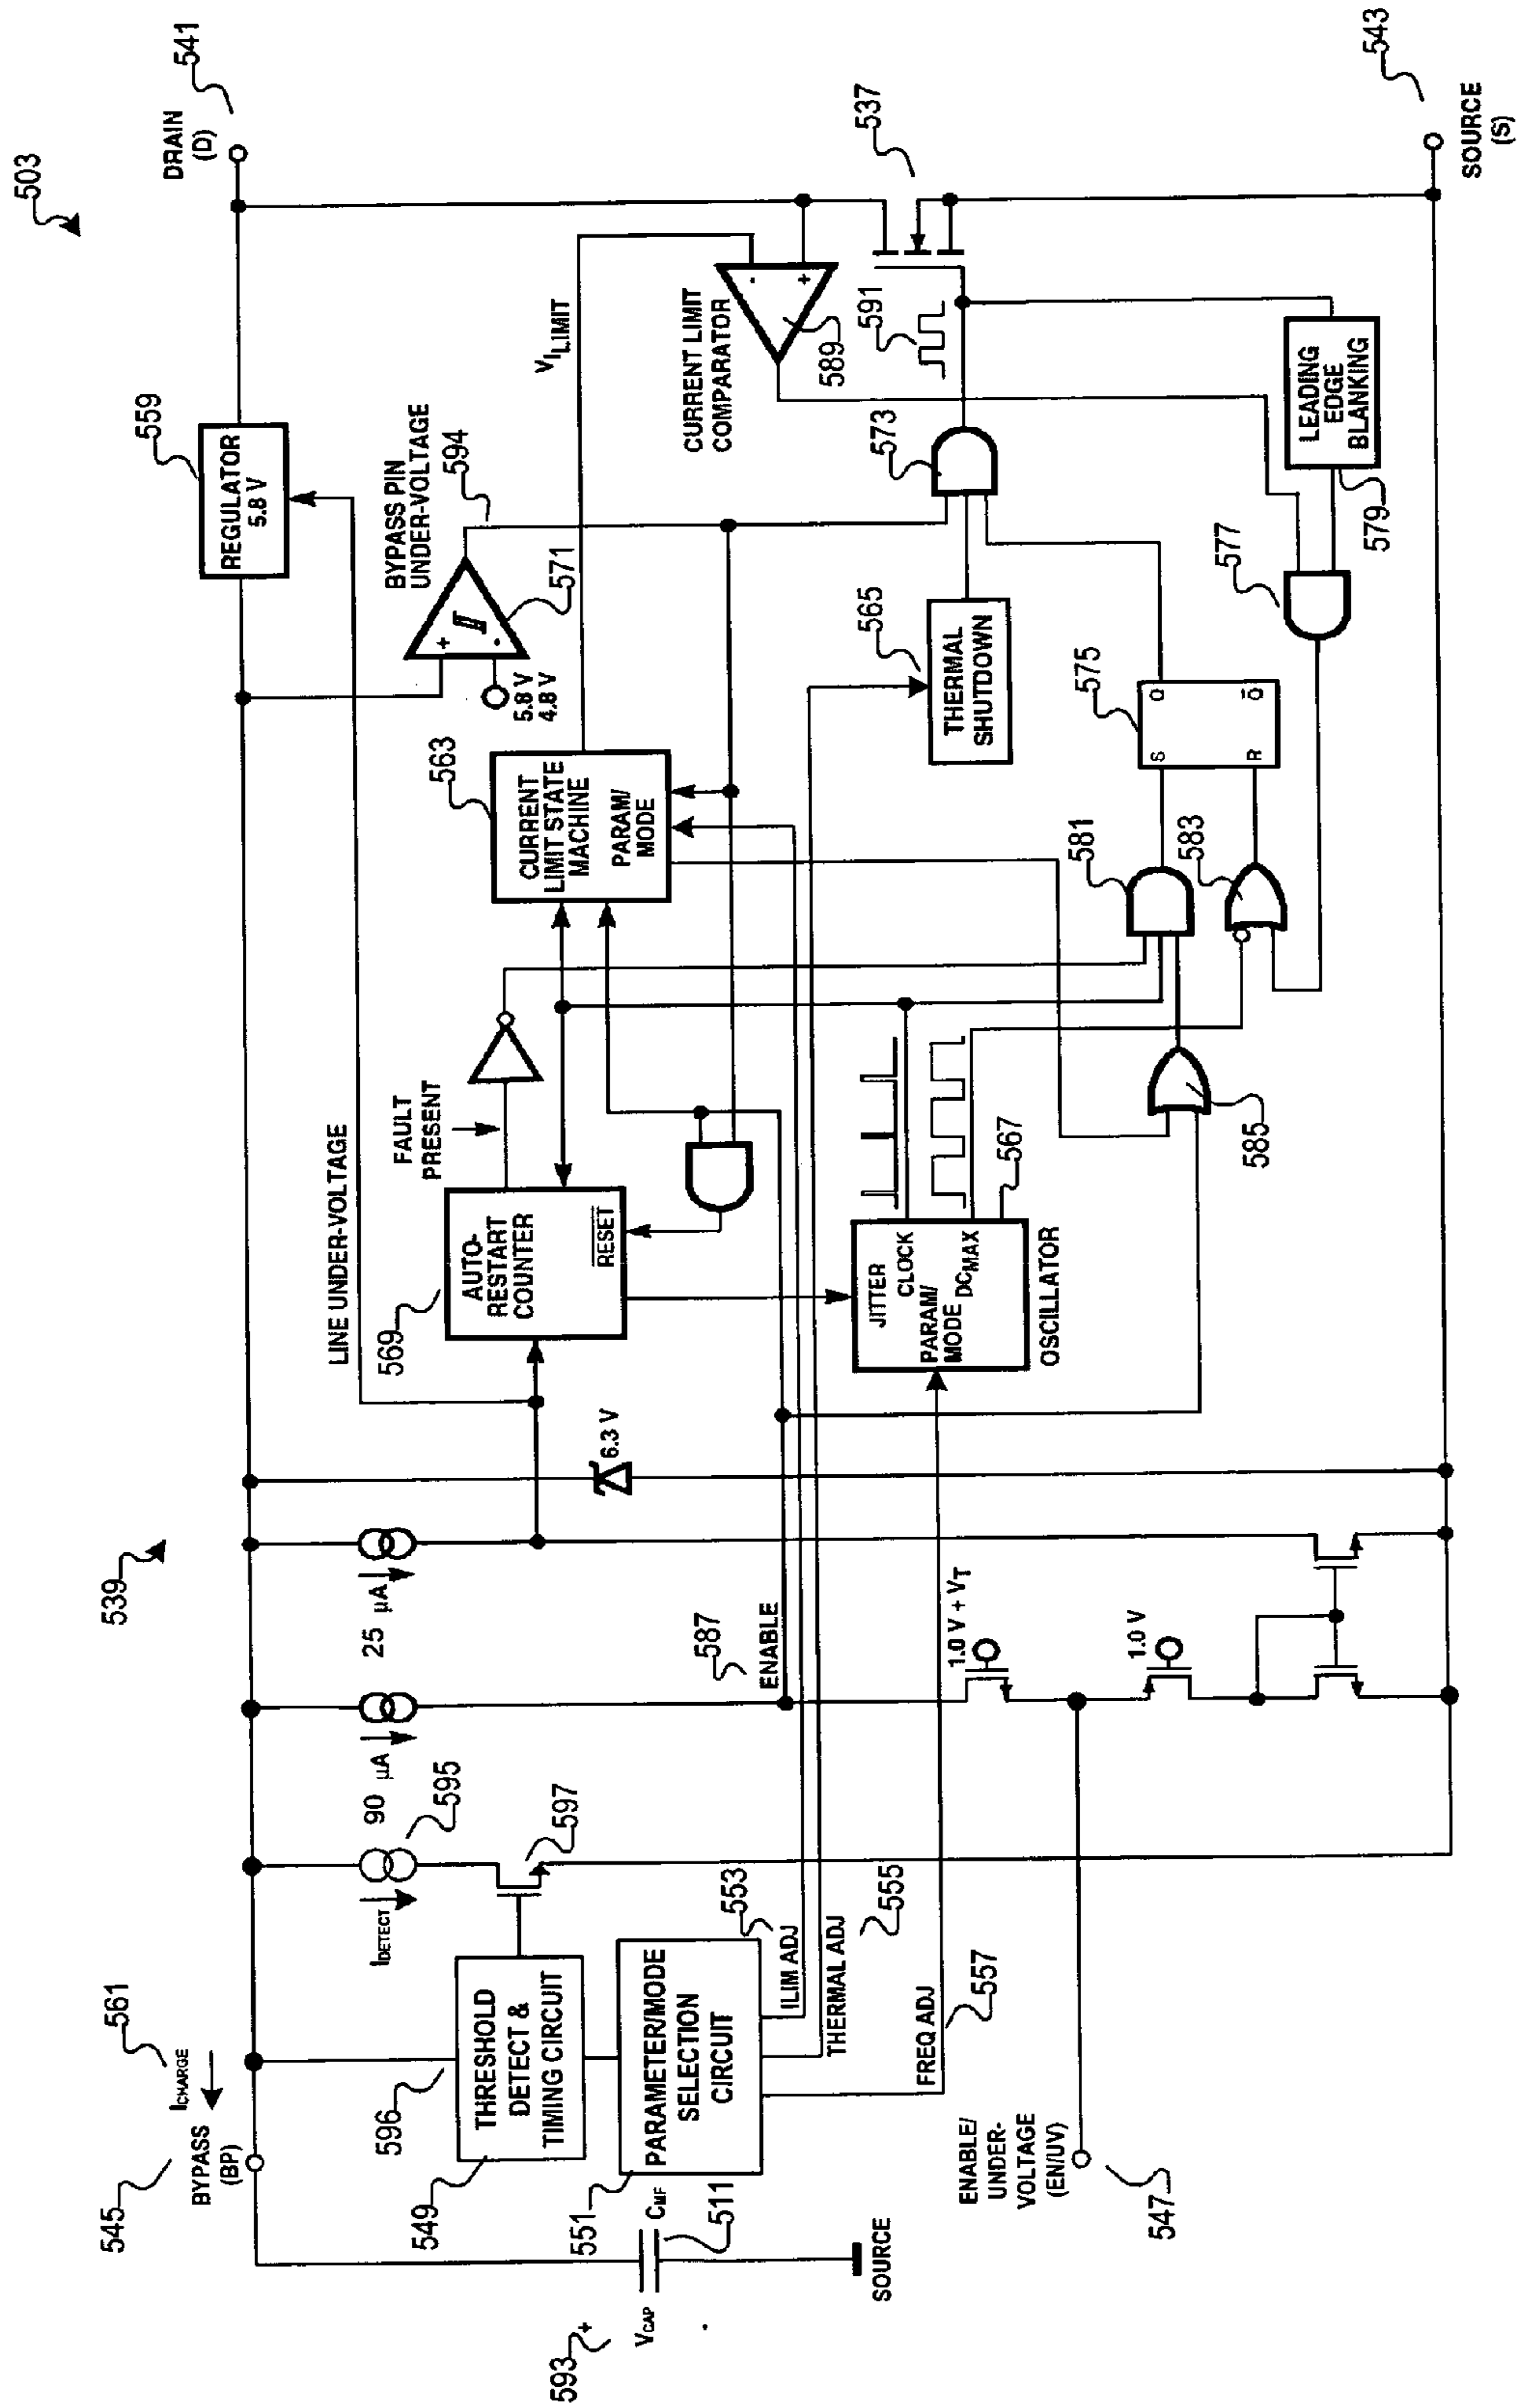 503
DRAIN
(D)
541
559
REGULATOR
5.8 V
LINE UNDER-VOLTAGE
BYPASS PIN
UNDER-VOLTAGE
594
+
-
571
5.8 V
4.8 V
VILIMIT
CURRENT LIMIT
COMPARATOR
-
+
589
591
537
573
543
SOURCE
(S)
563
CURRENT
LIMIT STATE
MACHINE
PARAM/
MODE
565
THERMAL
SHUTDOWN
575
S
Q
R
Q
577
LEADING
EDGE
BLANKING
579
581
583
585
FAULT
PRESENT
569
AUTO-
RESTART
COUNTER
RESET
567
JITTER
CLOCK
PARAM/
MODE
DCMAX
OSCILLATOR
539
6.3 V
25 µA
90 µA
587
ENABLE
1.0 V + VT
1.0 V
595
IDETECT
597
561
ICHARGE
545
BYPASS
(BP)
596
THRESHOLD
DETECT &
TIMING CIRCUIT
549
PARAMETER/MODE
SELECTION
CIRCUIT
551
553
ILIM ADJ
THERMAL ADJ
555
FREQ ADJ
557
ENABLE/
UNDER-
VOLTAGE
(EN/UV)
547
593
+
VCAP
-
CMF
511
SOURCE